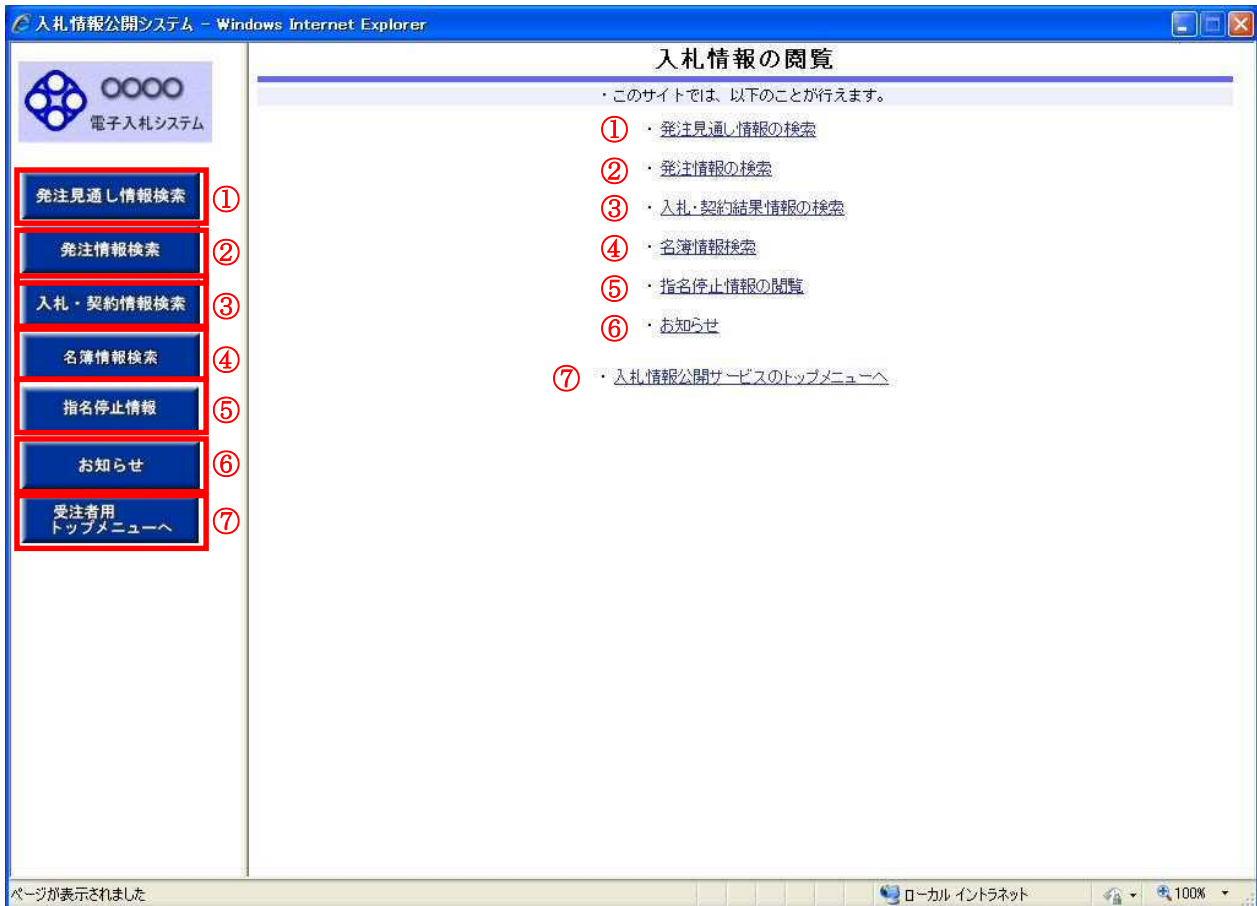 入札情報公開システム - Windows Internet Explorer
〇〇〇〇
電子入札システム
発注見通し情報検索 ①
発注情報検索 ②
入札・契約情報検索 ③
名簿情報検索 ④
指名停止情報 ⑤
お知らせ ⑥
受注者用
トップメニューへ ⑦
入札情報の閲覧
・このサイトでは、以下のことが行えます。
① ・発注見通し情報の検索
② ・発注情報の検索
③ ・入札・契約結果情報の検索
④ ・名簿情報検索
⑤ ・指名停止情報の閲覧
⑥ ・お知らせ
⑦ ・入札情報公開サービスのトップメニューへ
ページが表示されました
ローカル イントラネット
100%